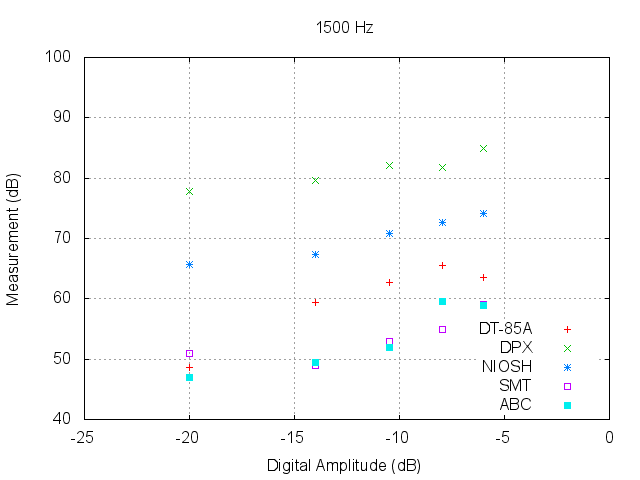 1500 Hz
100
90
80
70
60
50
40
-25 -20 -15 -10 -5 0
Measurement (dB)
Digital Amplitude (dB)
DT-85A
DPX
NIOSH
SMT
ABC